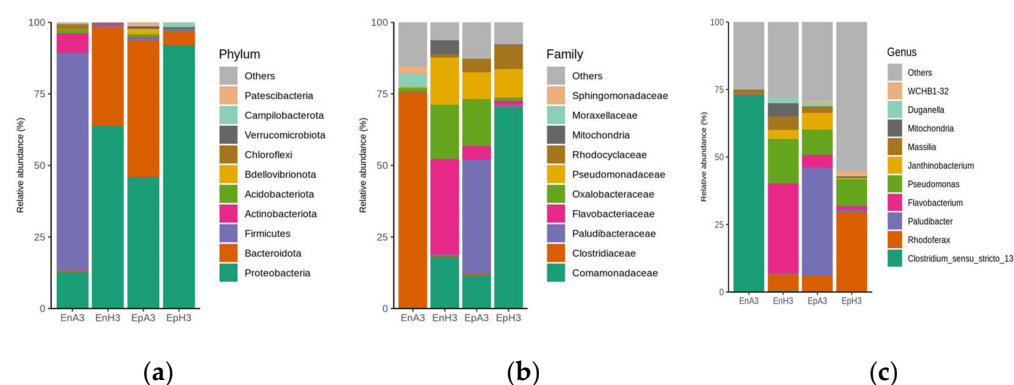 Relative abundance (%)
100
75
50
25
0
EnA3 EnH3 EpA3 EpH3
Phylum
Others
Patescibacteria
Campilobacterota
Verrucomicrobiota
Chloroflexi
Bdellovibrionota
Acidobacteriota
Actinobacteriota
Firmicutes
Bacteroidota
Proteobacteria
(a)
Relative abundance (%)
100
75
50
25
0
EnA3 EnH3 EpA3 EpH3
Family
Others
Sphingomonadaceae
Moraxellaceae
Mitochondria
Rhodocyclaceae
Pseudomonadaceae
Oxalobacteraceae
Flavobacteriaceae
Paludibacteraceae
Clostridiaceae
Comamonadaceae
(b)
Relative abundance (%)
100
75
50
25
0
EnA3 EnH3 EpA3 EpH3
Genus
Others
WCHB1-32
Duganella
Mitochondria
Massilia
Janthinobacterium
Pseudomonas
Flavobacterium
Paludibacter
Rhodoferax
Clostridium_sensu_stricto_13
(c)